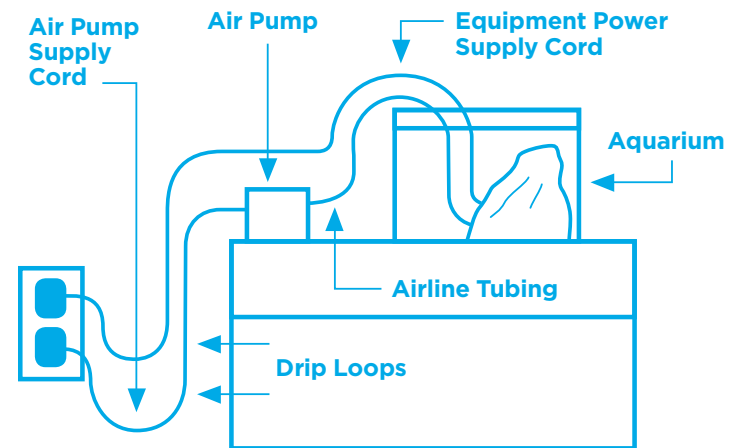 Air Pump
Supply
Cord
Air Pump
Equipment Power
Supply Cord
Aquarium
Airline Tubing
Drip Loops